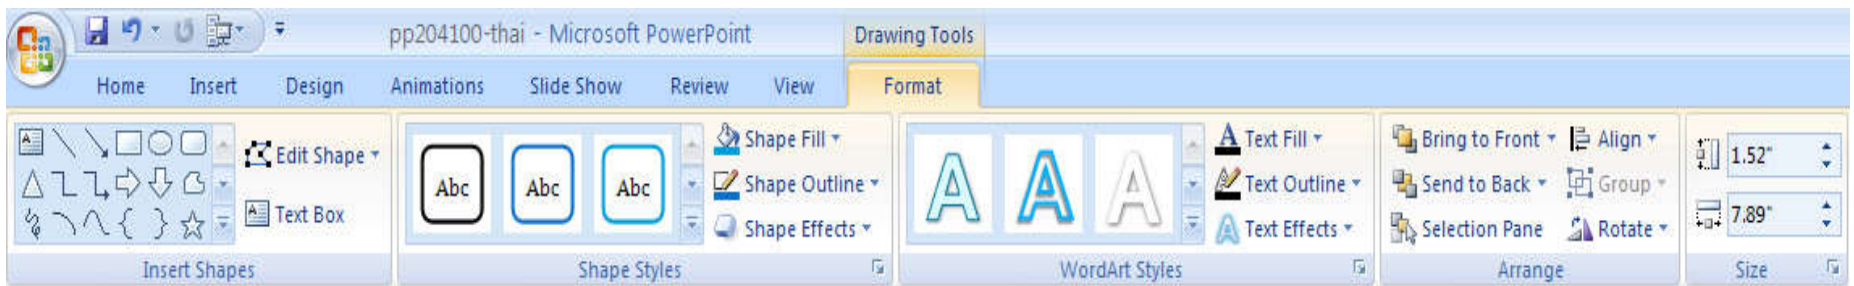 pp204100-thai - Microsoft PowerPoint
Drawing Tools
Home Insert Design Animations Slide Show Review View Format
A
Edit Shape
Text Box
Insert Shapes
Abc Abc Abc
Shape Fill
Shape Outline
Shape Effects
Shape Styles
A A A
Text Fill
Text Outline
Text Effects
WordArt Styles
Bring to Front
Send to Back
Selection Pane
Align
Group
Rotate
Arrange
1.52"
7.89"
Size